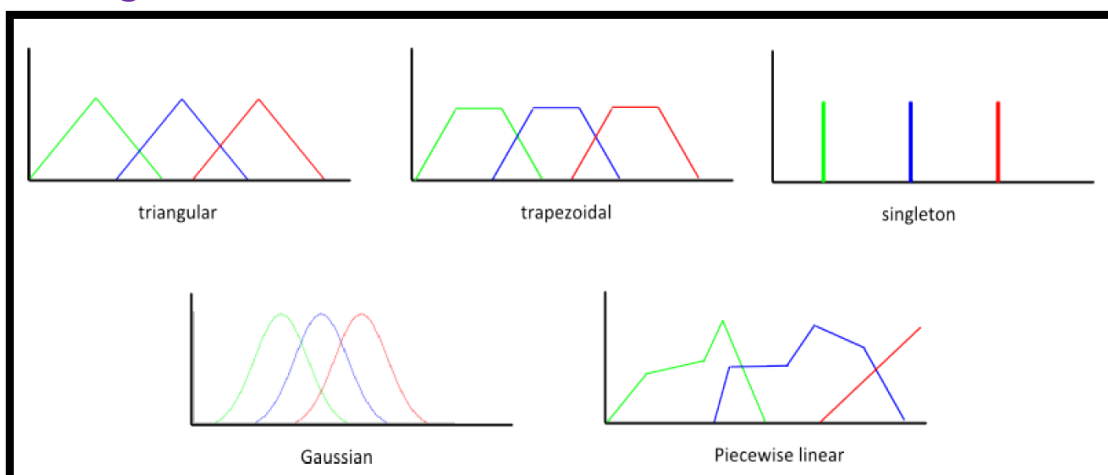 triangular
trapezoidal
singleton
Gaussian
Piecewise linear